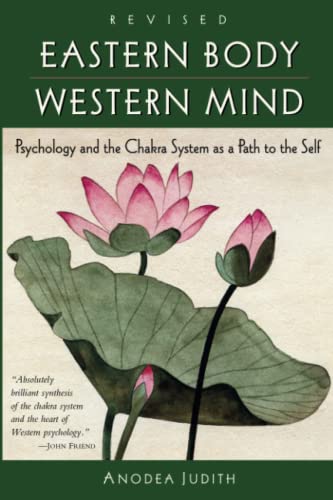 REVISED
EASTERN BODY
WESTERN MIND
Psychology and the Chakra System as a Path to the Self
"Absolutely
brilliant synthesis
of the chakra system
and the heart of
Western psychology."
—JOHN FRIEND
ANODEA JUDITH